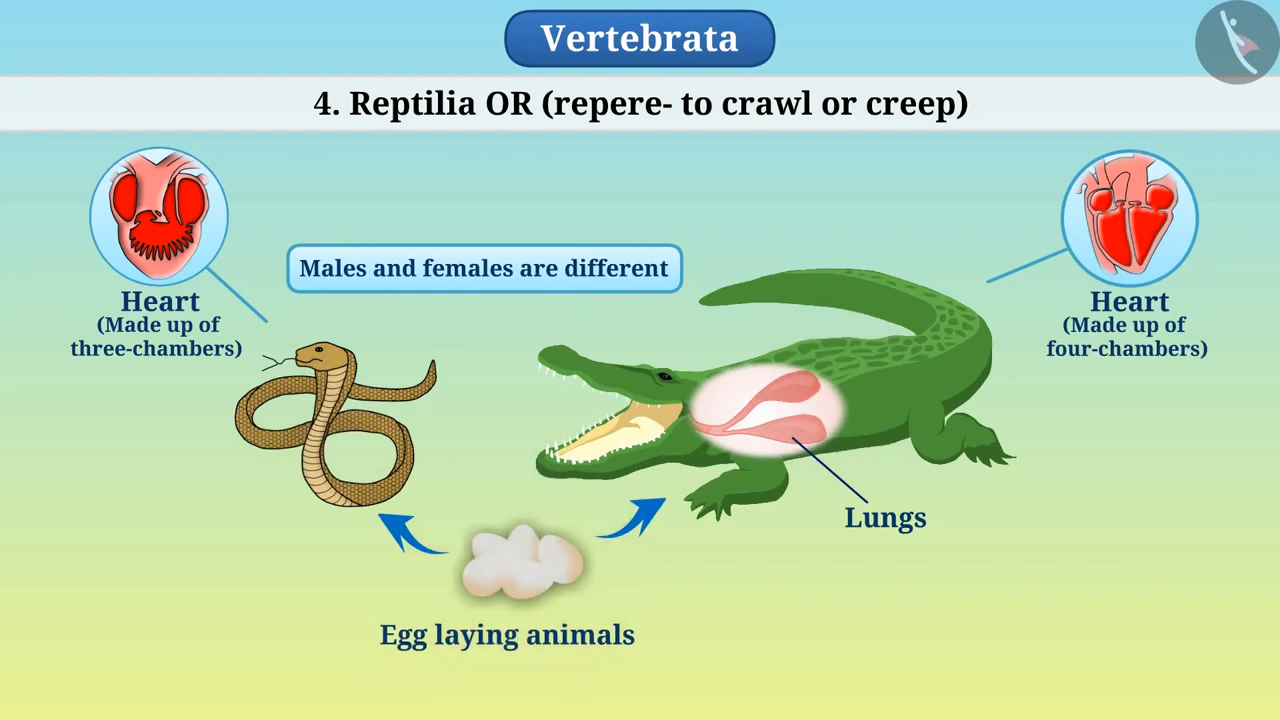 Vertebrata
4. Reptilia OR (repere- to crawl or creep)
Males and females are different
Heart
(Made up of
three-chambers)
Heart
(Made up of
four-chambers)
Lungs
Egg laying animals